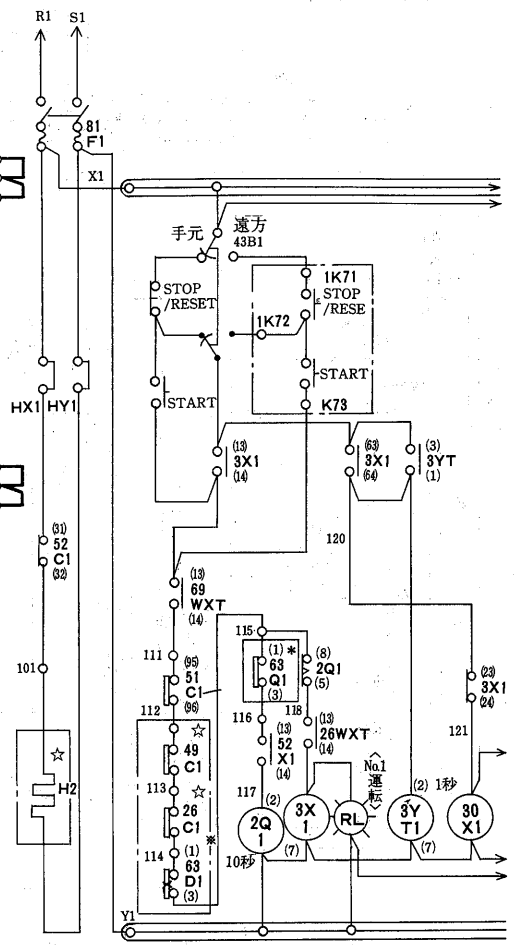 R1 S1
81
F1
X1
手元 遠方
43B1
STOP
/RESET
START
1K71
STOP
/RESE
1K72
START
K73
HX1 HY1
(13)
3X1
(14)
(63)
3X1
(64)
(3)
3YT
(1)
120
(31)
52
C1
(32)
(13)
69
WXT
(14)
101
☆
H2
111
(95)
51
C1
(96)
112
☆
49
C1
113
☆
26
C1
114
(1)
63
D1
(3)
※
115
(1) *
63
Q1
(3)
(8)
2Q1
(5)
116
(13)
52
X1
(14)
118
(13)
26WXT
(14)
117
(2)
2Q
1
10秒
3X
1
(7)
〈No.1運転〉
RL
(2) 1秒
3Y
T1
(7)
(23)
3X1
(24)
121
30
X1
Y1